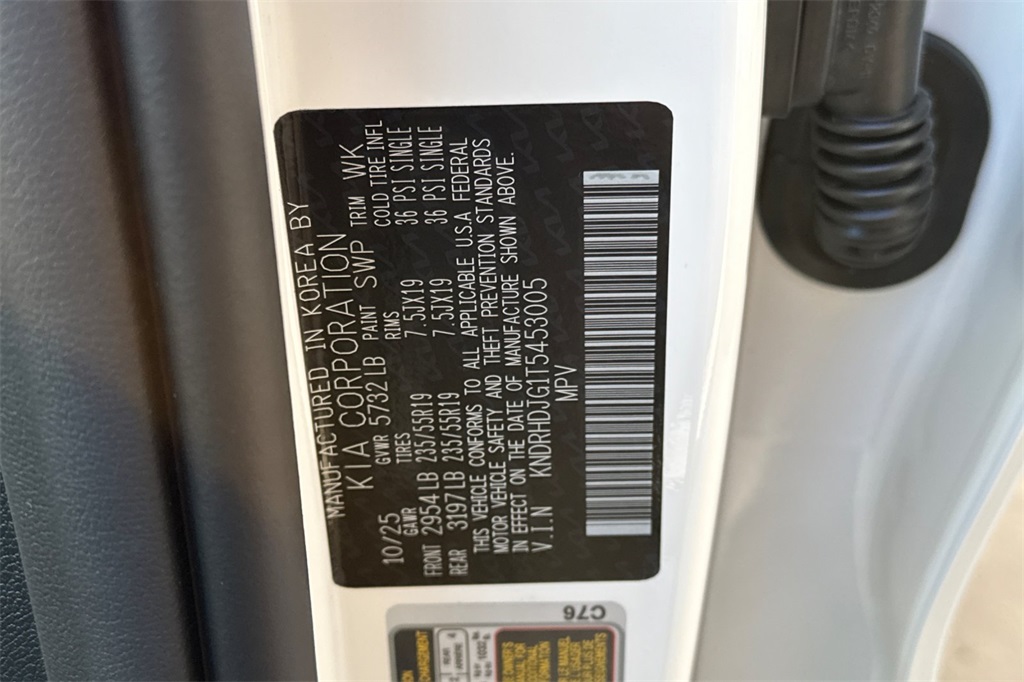 MANUFACTURED IN KOREA BY
KIA CORPORATION
10/25 GVWR 5732 LB PAINT SWP TRIM WK
GAWR TIRES RIMS COLD TIRE INFL
FRONT 2954 LB 235/55R19 7.5JX19 36 PSI SINGLE
REAR 3197 LB 235/55R19 7.5JX19 36 PSI SINGLE
THIS VEHICLE CONFORMS TO ALL APPLICABLE U.S.A FEDERAL
MOTOR VEHICLE SAFETY AND THEFT PREVENTION STANDARDS
IN EFFECT ON THE DATE OF MANUFACTURE SHOWN ABOVE.
V.I.N KNDRHDJG1T5453005
MPV
C76